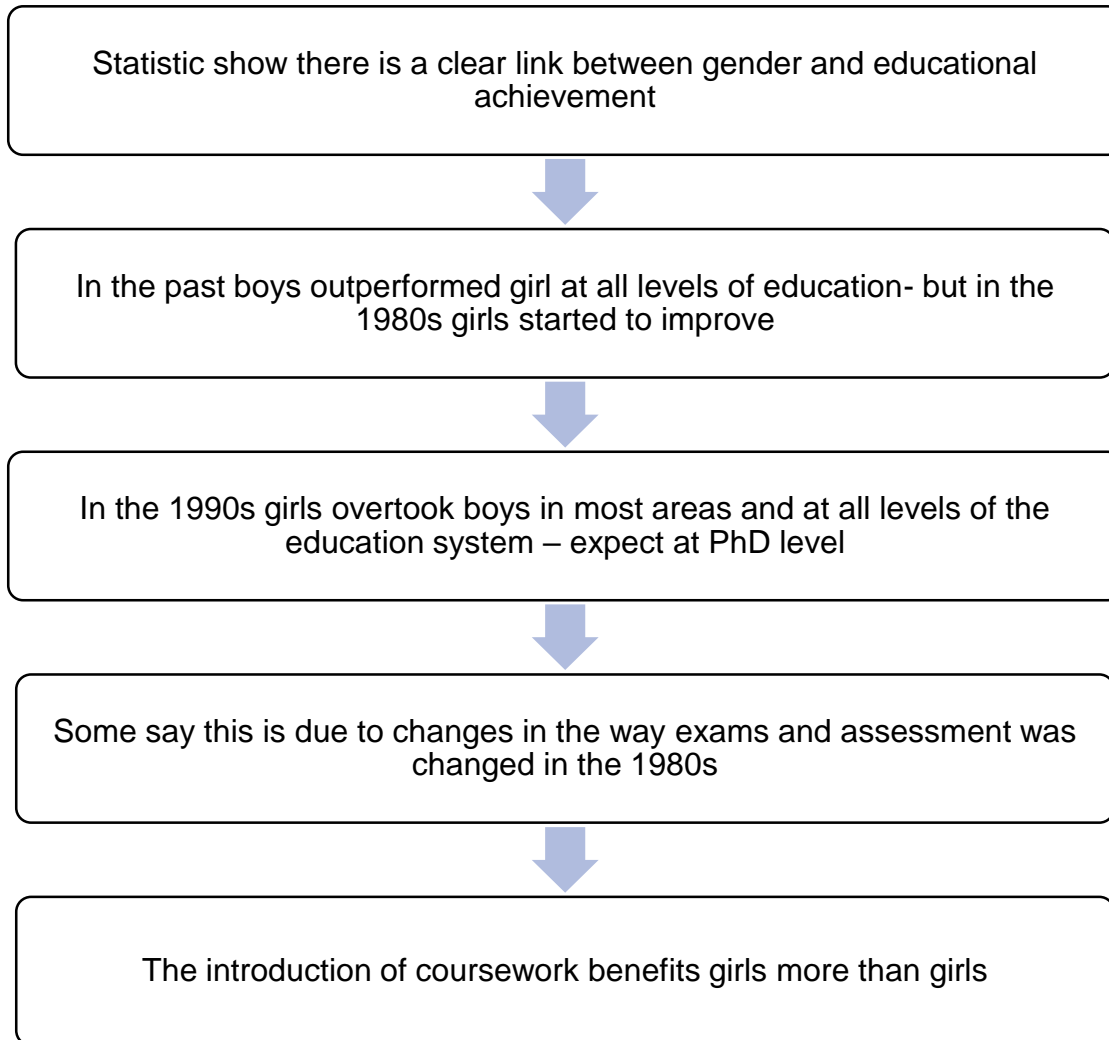 Statistic show there is a clear link between gender and educational
achievement
In the past boys outperformed girl at all levels of education- but in the
1980s girls started to improve
In the 1990s girls overtook boys in most areas and at all levels of the
education system – expect at PhD level
Some say this is due to changes in the way exams and assessment was
changed in the 1980s
The introduction of coursework benefits girls more than girls